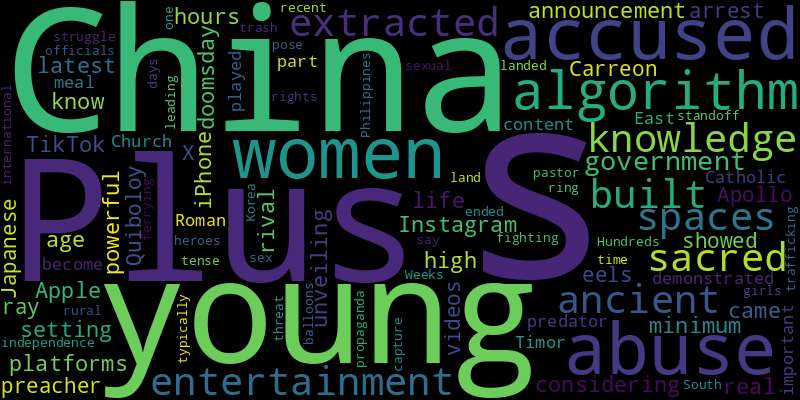 China
Plus
S
young
accused
algorithm
women
abuse
extracted
knowledge
built
spaces
sacred
ancient
entertainment
announcement
arrest
recent
trash
pose
one
struggle
officials
hours
latest
meal
know
days
leading
doomsday
played
part
Philippines
sexual
rights
landed
Carreon
content
East
standoff
government
TikTok
Church
X
iPhone
international
Japanese
powerful
Quiboloy
ferrying
Roman
heroes
tense
Korea
sex
rival
age
become
ray
Apple
rural
setting
independence
platforms
preacher
typically
unveiling
threat
balloons
propaganda
capture
life
Instagram
high
say
ended
fighting
Weeks
videos
land
pastor
ring
Catholic
Apollo
showed
Hundreds
time
eels
demonstrated
girls
trafficking
came
minimum
predator
Timor
considering
South
real
important